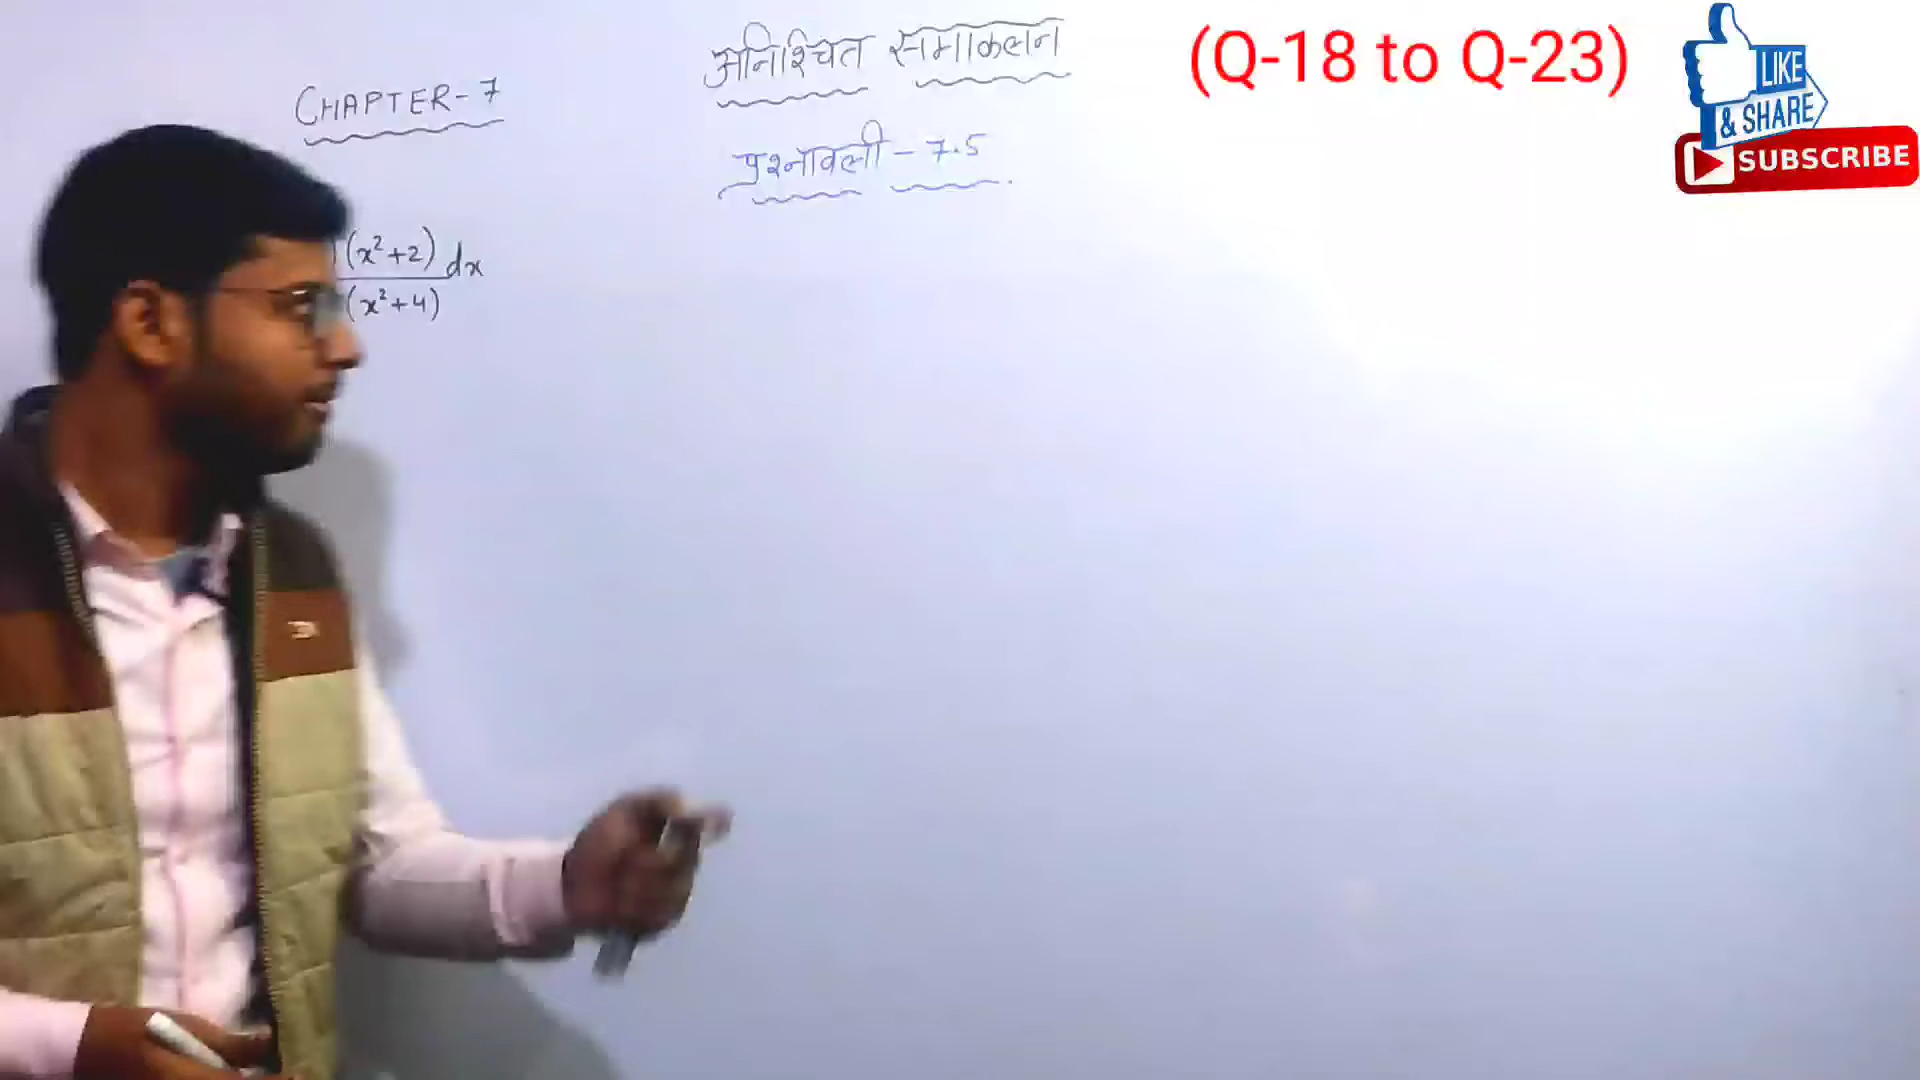 CHAPTER-7
अनिश्चित समाकलन
प्रश्नावली-7.5
(Q-18 to Q-23)
LIKE
& SHARE
SUBSCRIBE
(x²+2) dx
(x²+4)